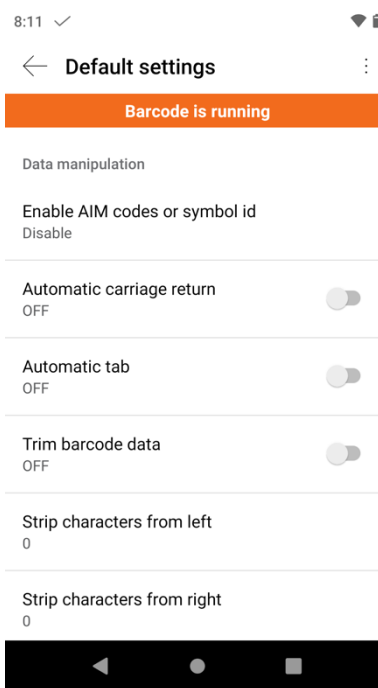 8:11
Default settings
Barcode is running
Data manipulation
Enable AIM codes or symbol id
Disable
Automatic carriage return
OFF
Automatic tab
OFF
Trim barcode data
OFF
Strip characters from left
0
Strip characters from right
0